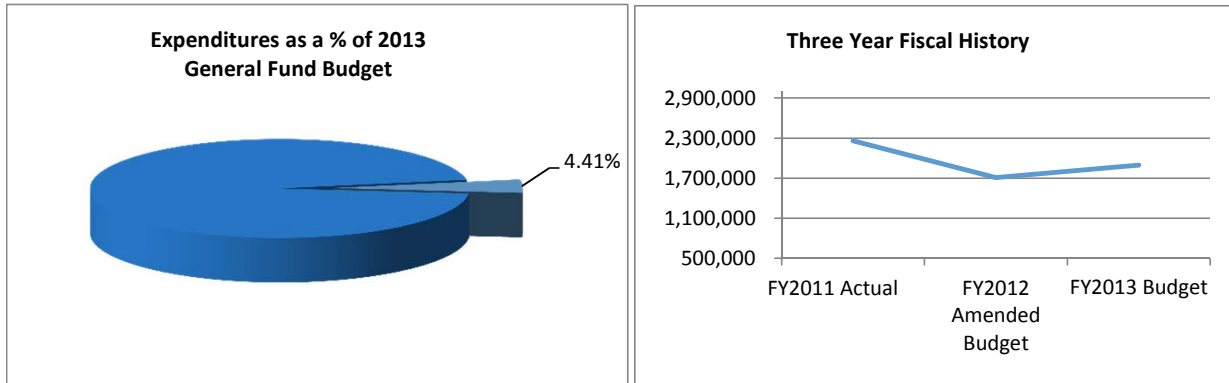 Expenditures as a % of 2013
General Fund Budget
4.41%
Three Year Fiscal History
2,900,000
2,300,000
1,700,000
1,100,000
500,000
FY2011 Actual
FY2012
Amended
Budget
FY2013 Budget